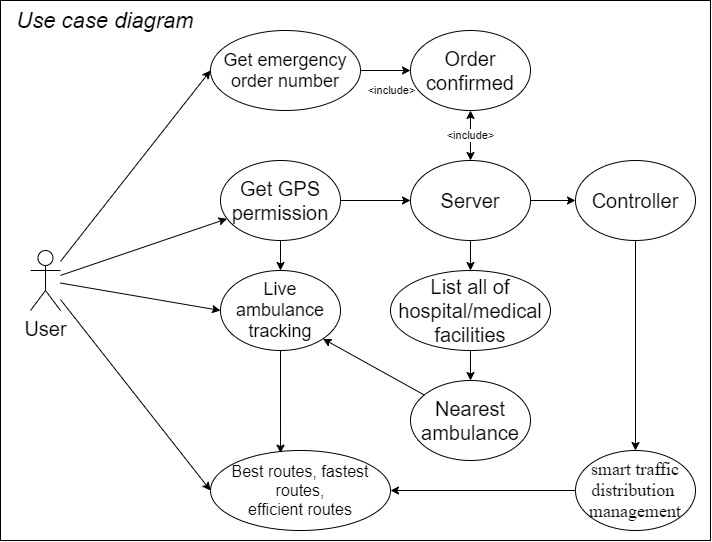 Use case diagram
Get emergency
order number
Order
confirmed
<include>
<include>
Get GPS
permission
Server
Controller
User
Live
ambulance
tracking
List all of
hospital/medical
facilities
Nearest
ambulance
Best routes, fastest
routes,
efficient routes
smart traffic
distribution
management